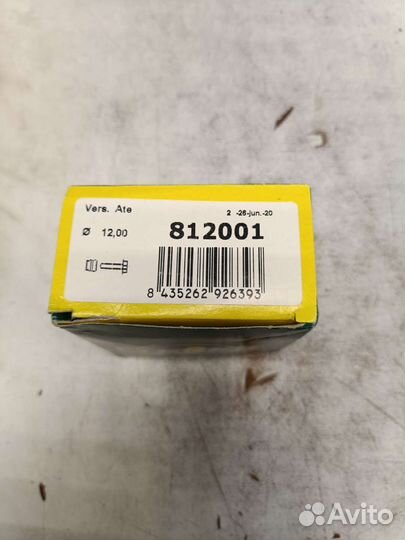 Vers. Ate
2 -26-jun.-20
Ø 12,00
812001
8 435262 926393
Avito